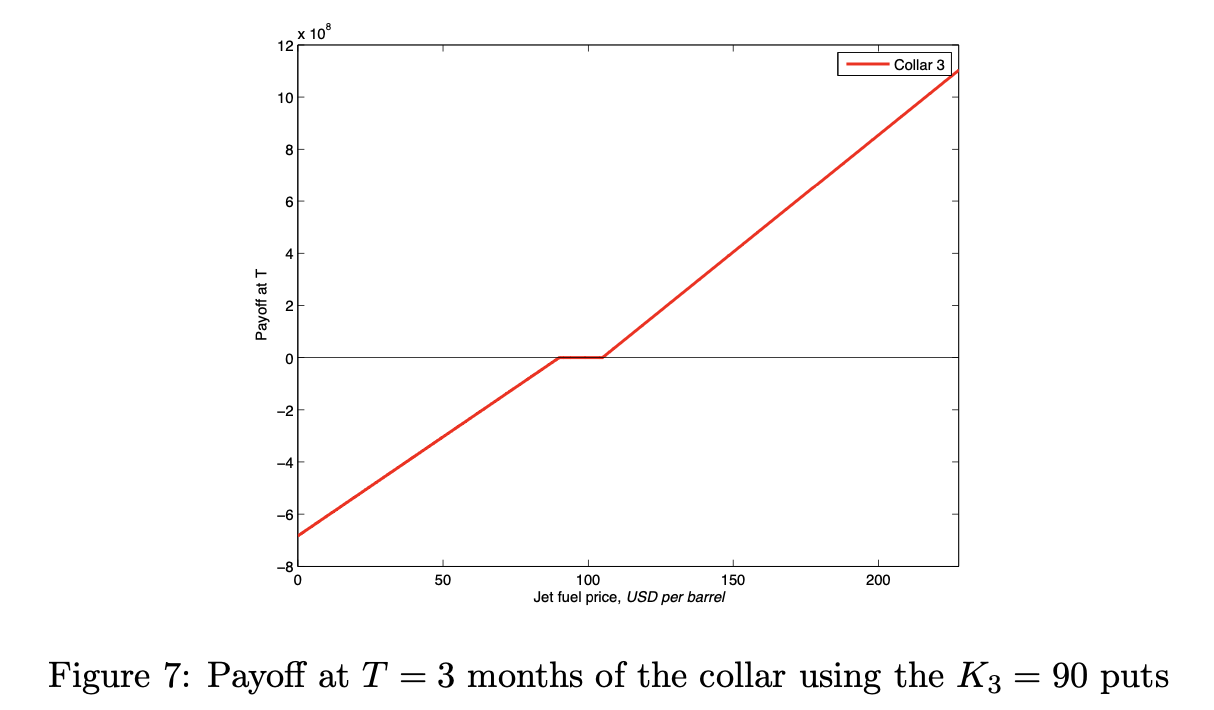 x 10⁸
12
10
8
6
4
2
0
−2
−4
−6
−8
Payoff at T
Collar 3
0 50 100 150 200
Jet fuel price, USD per barrel
Figure 7: Payoff at T = 3 months of the collar using the K₃ = 90 puts